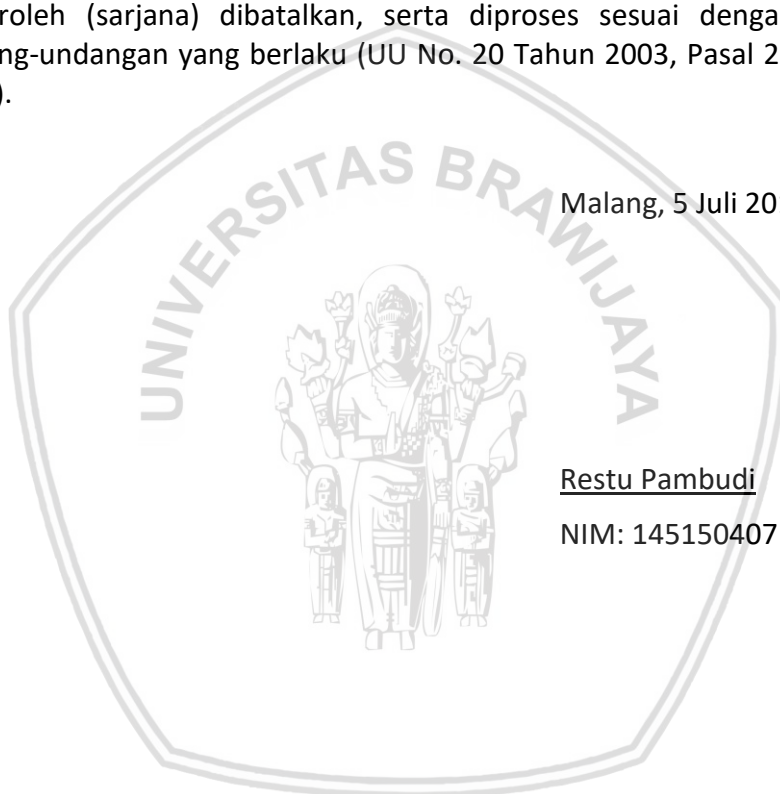 roleh (sarjana) dibatalkan, serta diproses sesuai denga
ng-undangan yang berlaku (UU No. 20 Tahun 2003, Pasal 2
).
UNIVERSITAS BRAWIJAYA
Malang, 5 Juli 20
Restu Pambudi
NIM: 145150407